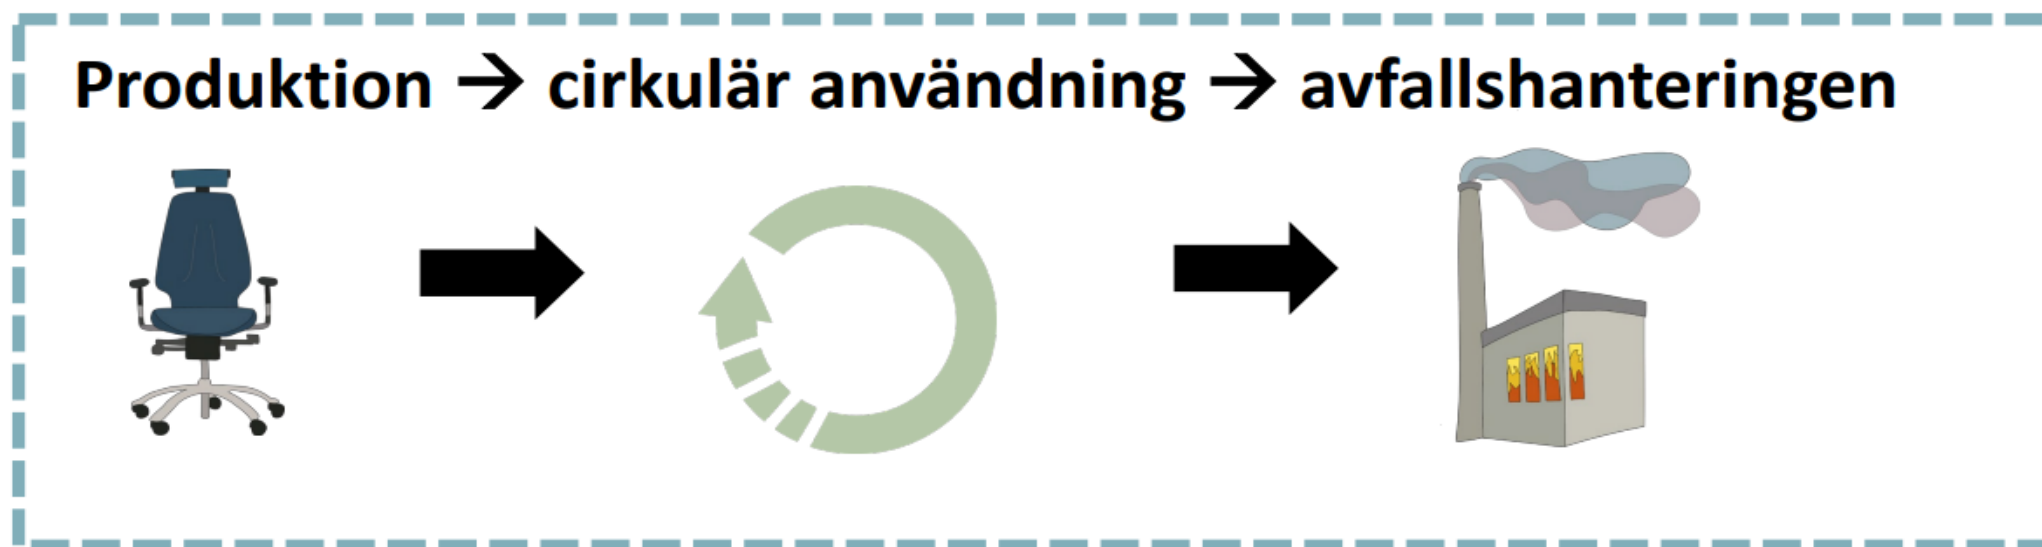 Produktion → cirkulär användning → avfallshanteringen